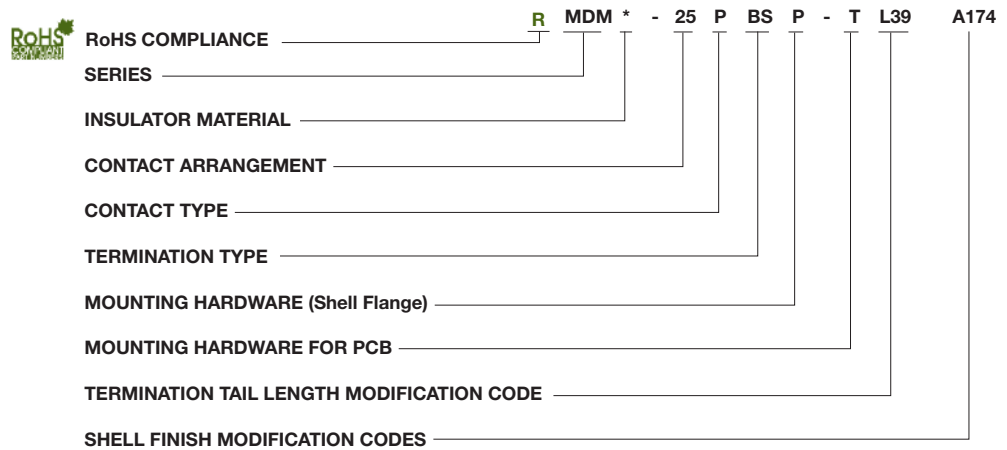 R MDM * - 25 P BS P - T L39 A174
RoHS
COMPLIANT
RoHS COMPLIANCE
SERIES
INSULATOR MATERIAL
CONTACT ARRANGEMENT
CONTACT TYPE
TERMINATION TYPE
MOUNTING HARDWARE (Shell Flange)
MOUNTING HARDWARE FOR PCB
TERMINATION TAIL LENGTH MODIFICATION CODE
SHELL FINISH MODIFICATION CODES